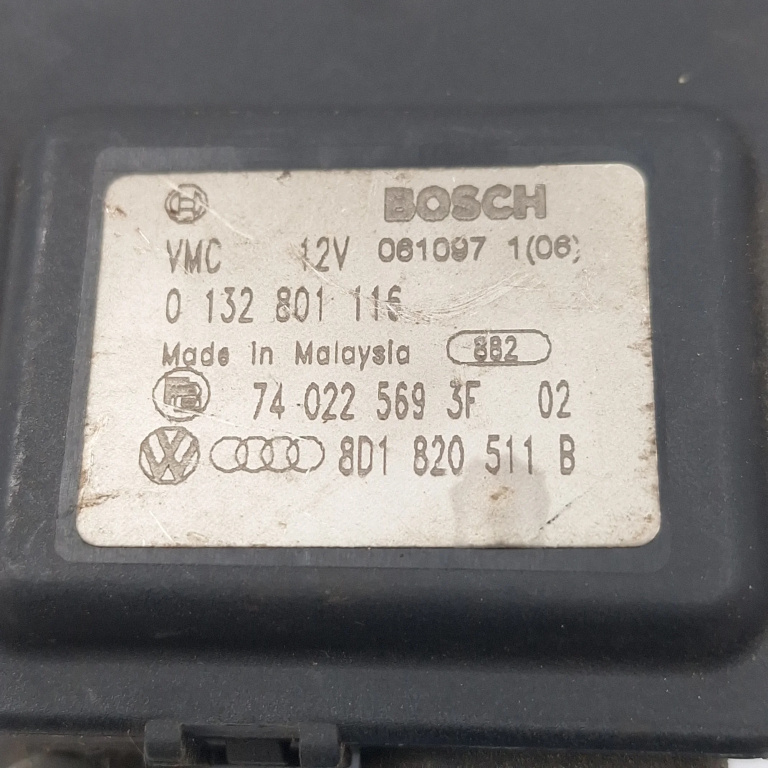 BOSCH
VMC 12V 061097 1(06)
0 132 801 116
Made in Malaysia 882
74 022 569 3F 02
8D1 820 511 B